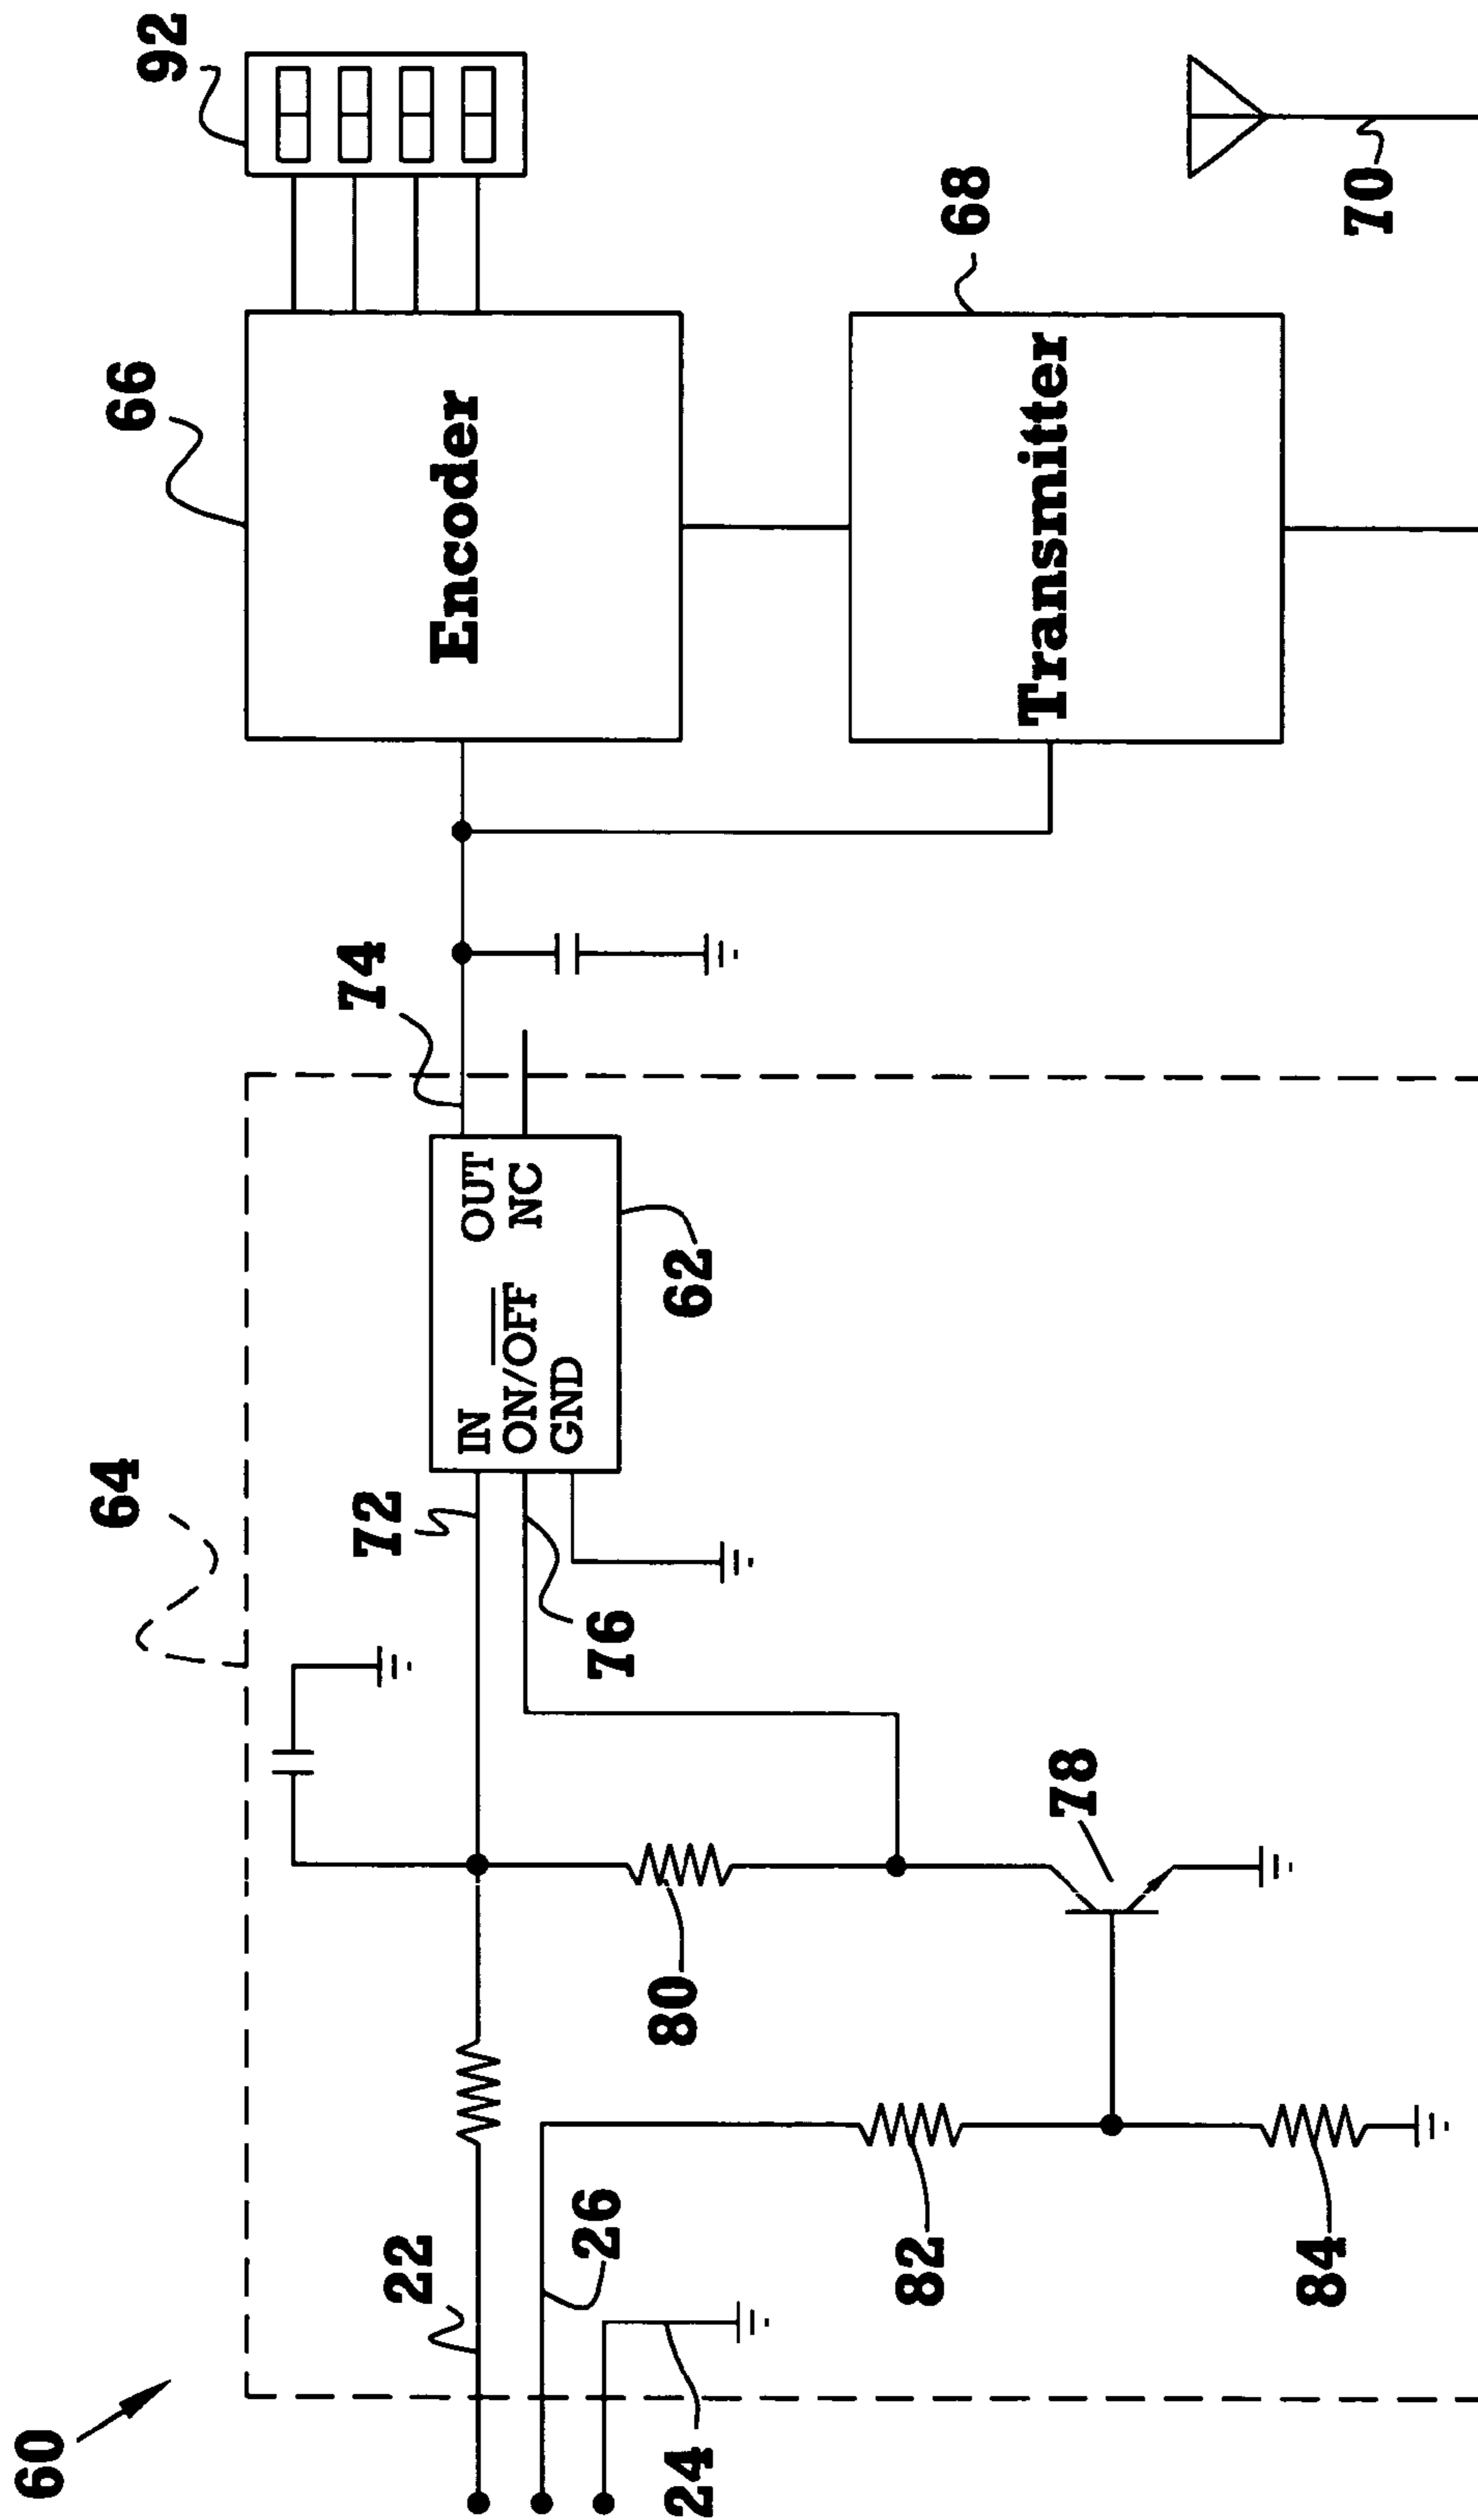 60
64
66
92
22
72
74
Encoder
IN
OUT
ON/OFF
NC
GND
26
76
62
24
80
68
82
78
Transmitter
84
70